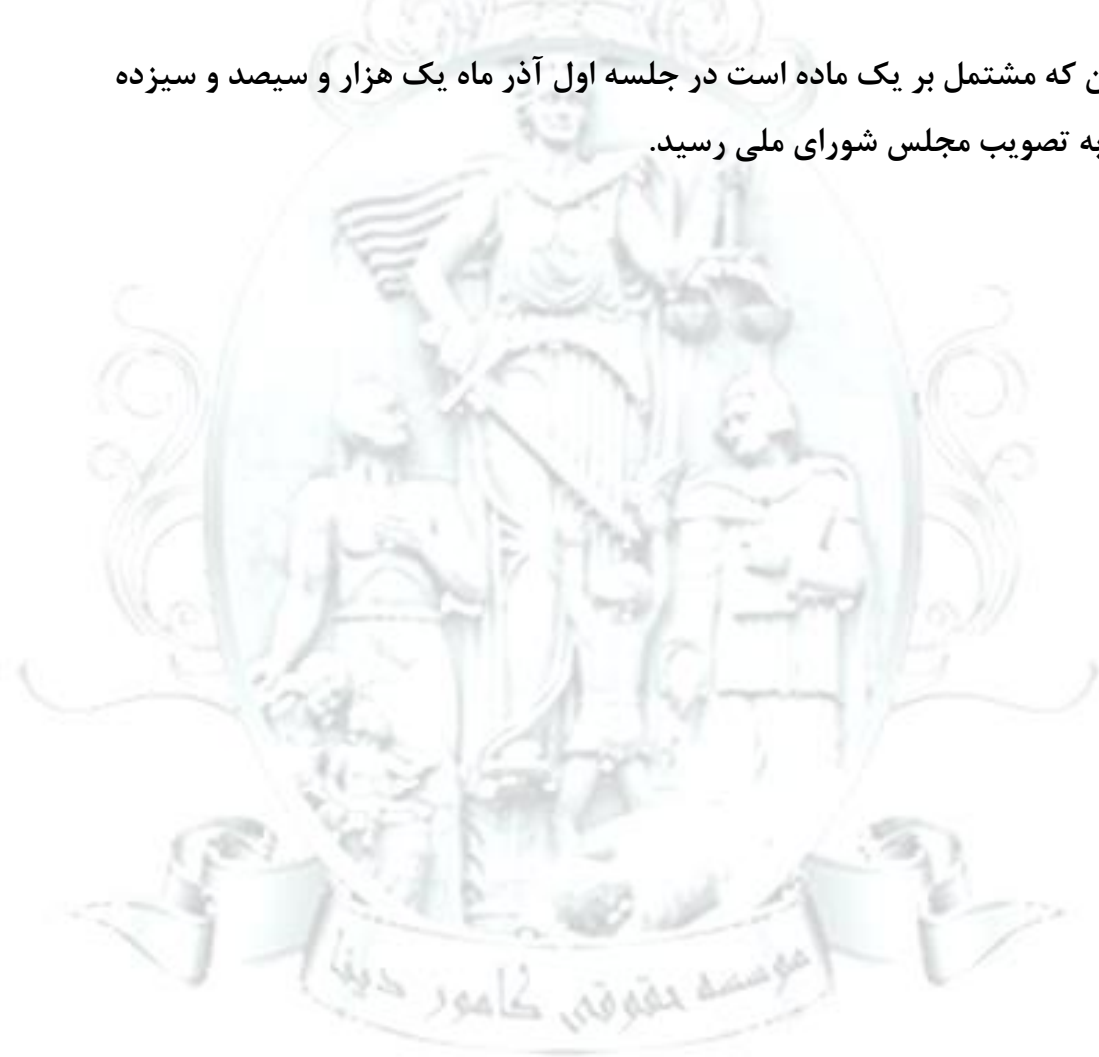 ن که مشتمل بر یک ماده است در جلسه اول آذر ماه یک هزار و سیصد و سیزده
به تصویب مجلس شورای ملی رسید.
موسسه حقوقی کامور دینا